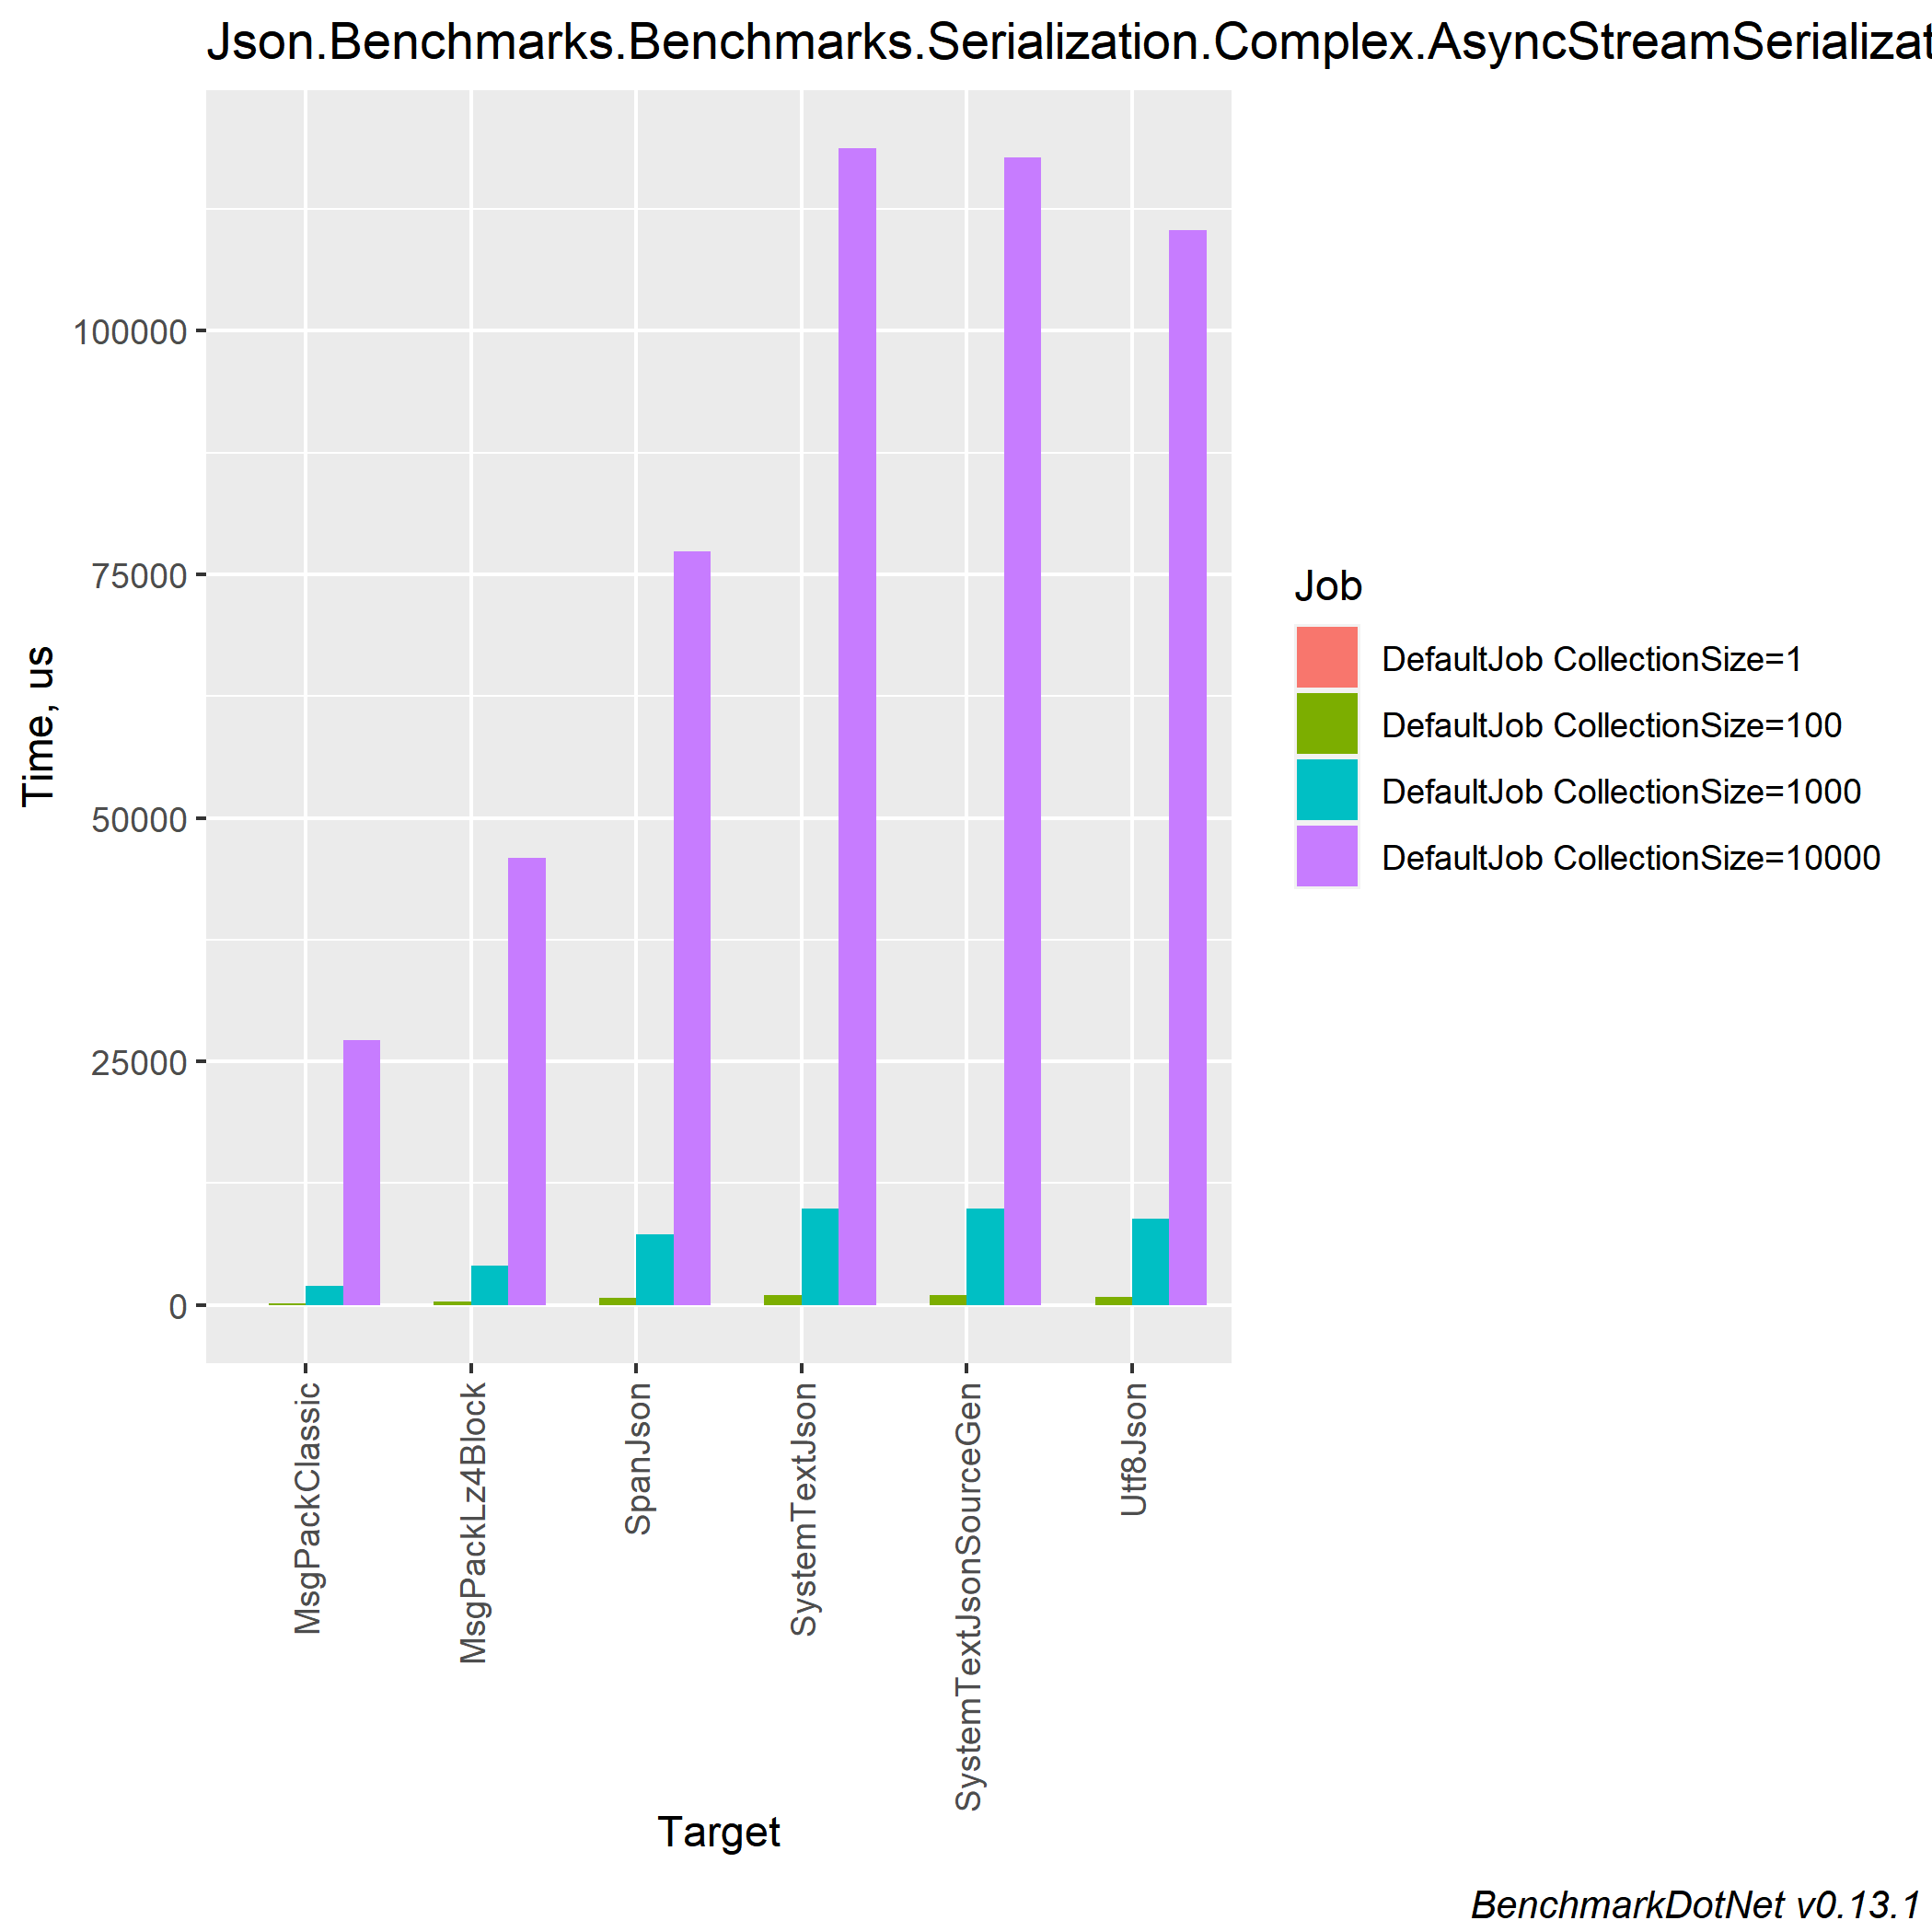 Json.Benchmarks.Benchmarks.Serialization.Complex.AsyncStreamSerializat
Time, us
100000
75000
50000
25000
0
MsgPackClassic
MsgPackLz4Block
SpanJson
SystemTextJson
SystemTextJsonSourceGen
Utf8Json
Target
Job
DefaultJob CollectionSize=1
DefaultJob CollectionSize=100
DefaultJob CollectionSize=1000
DefaultJob CollectionSize=10000
BenchmarkDotNet v0.13.1